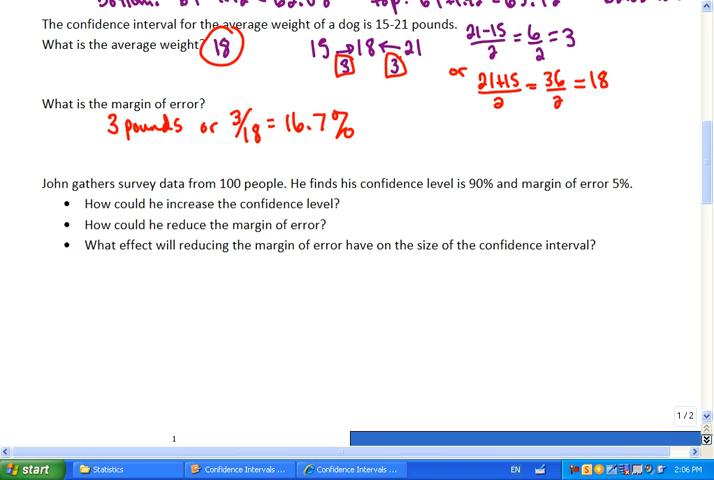 The confidence interval for the average weight of a dog is 15-21 pounds.
What is the average weight? 18
15 → 18 ← 21
3 3
21-15/2 = 6/2 = 3
or 21+15/2 = 36/2 = 18
What is the margin of error?
3 pounds or 3/18 = 16.7%
John gathers survey data from 100 people. He finds his confidence level is 90% and margin of error 5%.
• How could he increase the confidence level?
• How could he reduce the margin of error?
• What effect will reducing the margin of error have on the size of the confidence interval?
1 / 2
1
start Statistics Confidence Intervals ... Confidence Intervals ... EN 2:06 PM